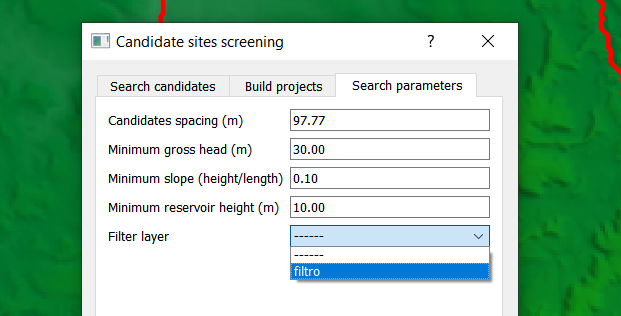 Candidate sites screening ?
Search candidates Build projects Search parameters
Candidates spacing (m) 97.77
Minimum gross head (m) 30.00
Minimum slope (height/length) 0.10
Minimum reservoir height (m) 10.00
Filter layer ------
------
filtro